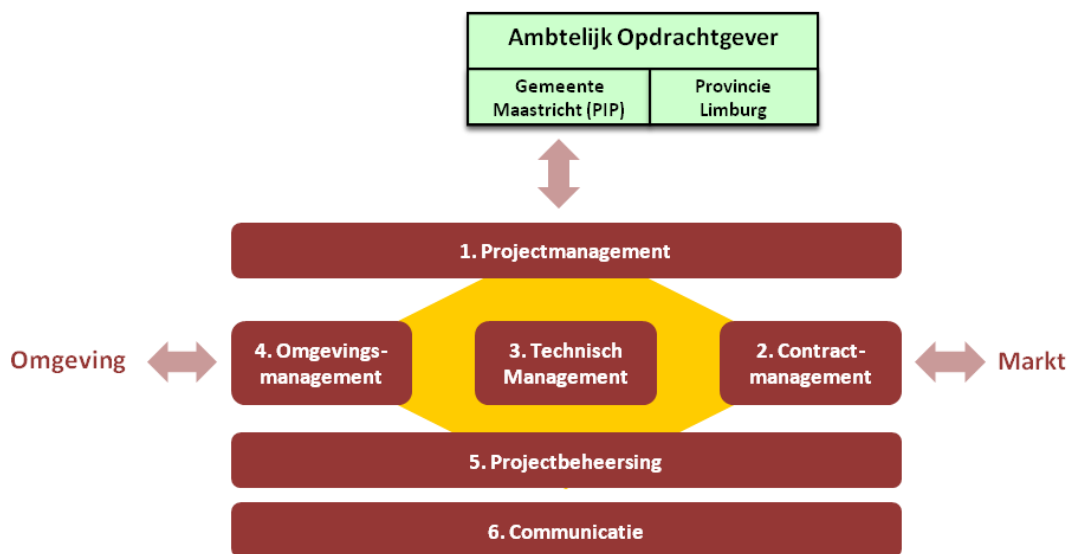 Ambtelijk Opdrachtgever
Gemeente
Maastricht (PIP)
Provincie
Limburg
1. Projectmanagement
Omgeving
4. Omgevings-
management
3. Technisch
Management
2. Contract-
management
Markt
5. Projectbeheersing
6. Communicatie